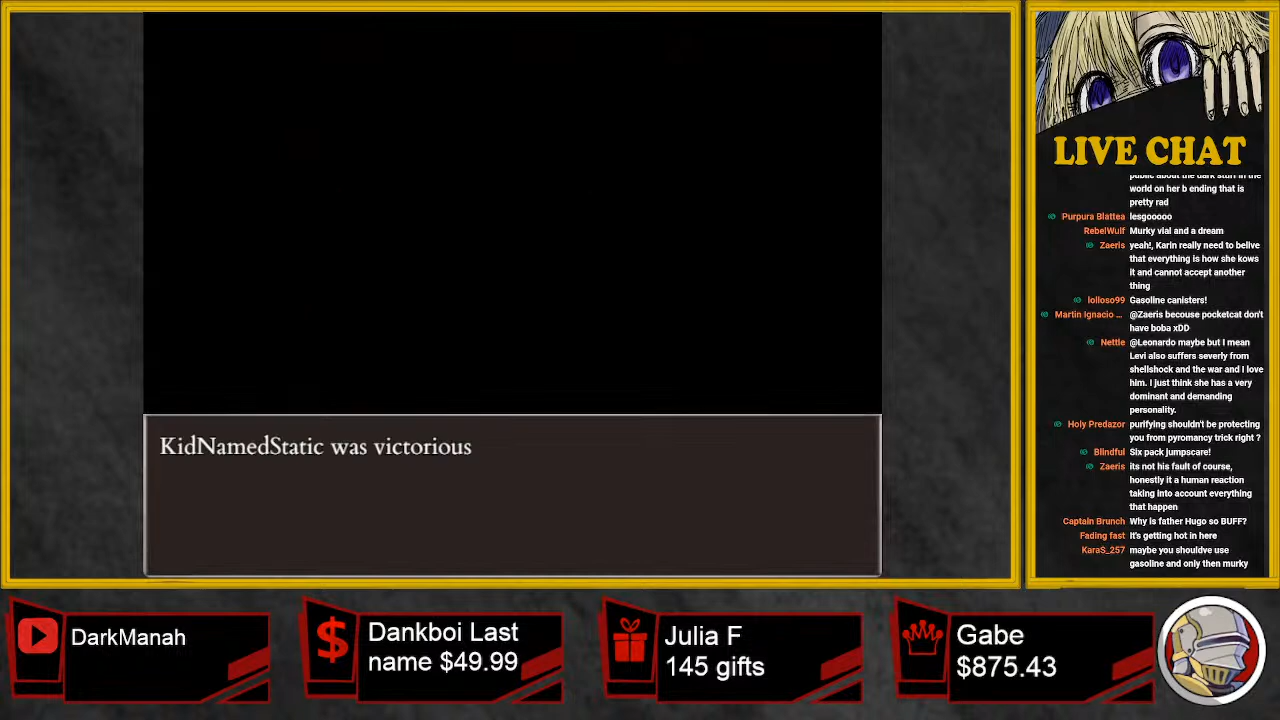 KidNamedStatic was victorious
LIVE CHAT
public about the dark stuff in the
world on her b ending that is
pretty rad
Purpura Blattea lesgooooo
RebelWulf Murky vial and a dream
Zaeris yeah!, Karin really need to belive
that everything is how she kows
it and cannot accept another
thing
lolloso99 Gasoline canisters!
Martin Ignacio ... @Zaeris becouse pocketcat don't
have boba xDD
Nettle @Leonardo maybe but I mean
Levi also suffers severly from
shellshock and the war and I love
him. I just think she has a very
dominant and demanding
personality.
Holy Predazor purifying shouldn't be protecting
you from pyromancy trick right ?
Blindful Six pack jumpscare!
Zaeris its not his fault of course,
honestly it a human reaction
taking into account everything
that happen
Captain Brunch Why is father Hugo so BUFF?
Fading fast It's getting hot in here
KaraS_257 maybe you shouldve use
gasoline and only then murky
DarkManah
Dankboi Last
name $49.99
Julia F
145 gifts
Gabe
$875.43